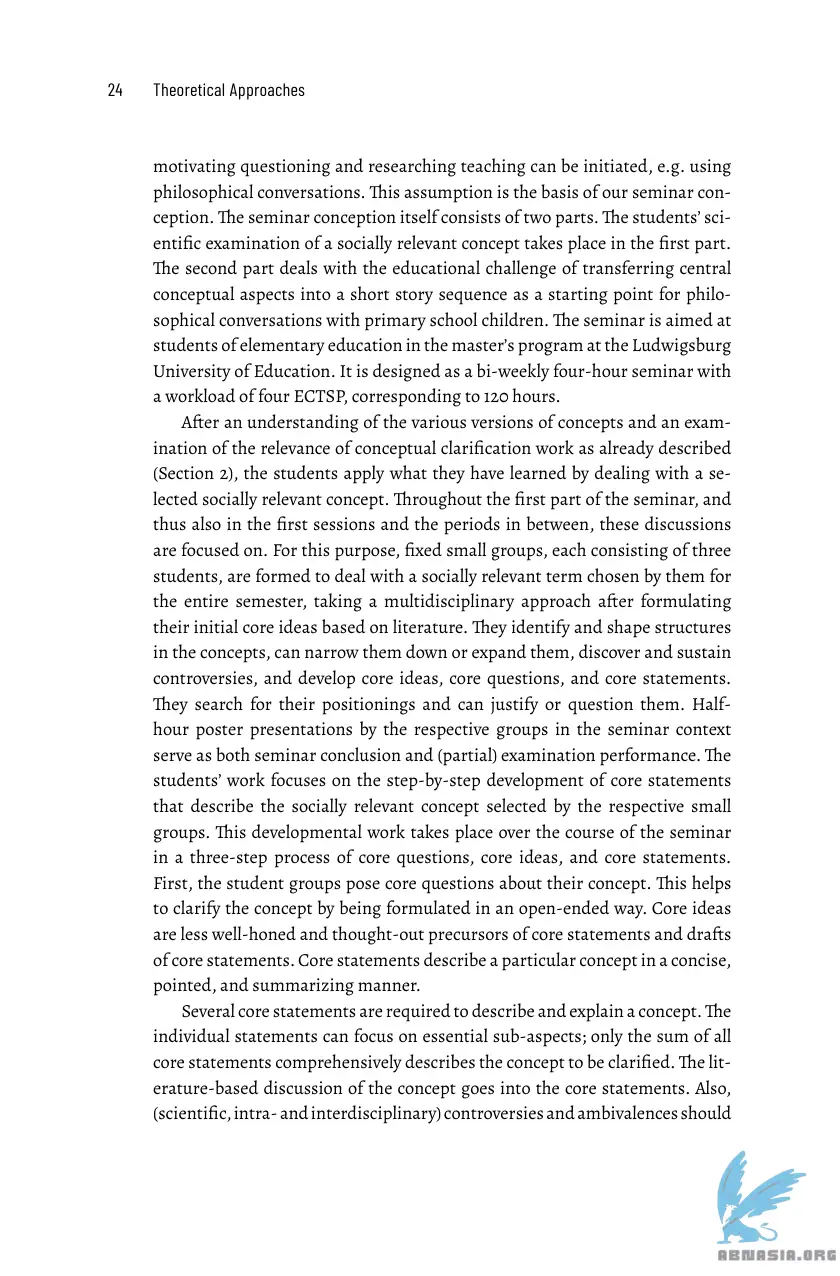 24 Theoretical Approaches
motivating questioning and researching teaching can be initiated, e.g. using
philosophical conversations. This assumption is the basis of our seminar con-
ception. The seminar conception itself consists of two parts. The students’ sci-
entific examination of a socially relevant concept takes place in the first part.
The second part deals with the educational challenge of transferring central
conceptual aspects into a short story sequence as a starting point for philo-
sophical conversations with primary school children. The seminar is aimed at
students of elementary education in the master’s program at the Ludwigsburg
University of Education. It is designed as a bi-weekly four-hour seminar with
a workload of four ECTSP, corresponding to 120 hours.
After an understanding of the various versions of concepts and an exam-
ination of the relevance of conceptual clarification work as already described
(Section 2), the students apply what they have learned by dealing with a se-
lected socially relevant concept. Throughout the first part of the seminar, and
thus also in the first sessions and the periods in between, these discussions
are focused on. For this purpose, fixed small groups, each consisting of three
students, are formed to deal with a socially relevant term chosen by them for
the entire semester, taking a multidisciplinary approach after formulating
their initial core ideas based on literature. They identify and shape structures
in the concepts, can narrow them down or expand them, discover and sustain
controversies, and develop core ideas, core questions, and core statements.
They search for their positionings and can justify or question them. Half-
hour poster presentations by the respective groups in the seminar context
serve as both seminar conclusion and (partial) examination performance. The
students’ work focuses on the step-by-step development of core statements
that describe the socially relevant concept selected by the respective small
groups. This developmental work takes place over the course of the seminar
in a three-step process of core questions, core ideas, and core statements.
First, the student groups pose core questions about their concept. This helps
to clarify the concept by being formulated in an open-ended way. Core ideas
are less well-honed and thought-out precursors of core statements and drafts
of core statements. Core statements describe a particular concept in a concise,
pointed, and summarizing manner.
Several core statements are required to describe and explain a concept. The
individual statements can focus on essential sub-aspects; only the sum of all
core statements comprehensively describes the concept to be clarified. The lit-
erature-based discussion of the concept goes into the core statements. Also,
(scientific, intra- and interdisciplinary) controversies and ambivalences should
ABNASIA.ORG